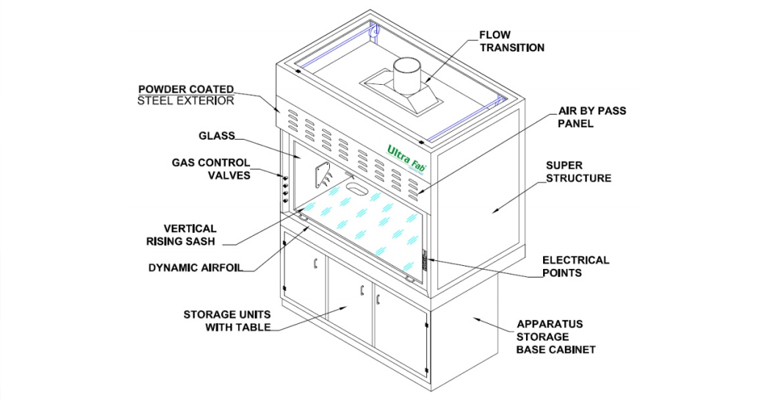 FLOW
TRANSITION
POWDER COATED
STEEL EXTERIOR
AIR BY PASS
PANEL
GLASS
Ultra Fab
GAS CONTROL
VALVES
SUPER
STRUCTURE
VERTICAL
RISING SASH
DYNAMIC AIRFOIL
ELECTRICAL
POINTS
STORAGE UNITS
WITH TABLE
APPARATUS
STORAGE
BASE CABINET